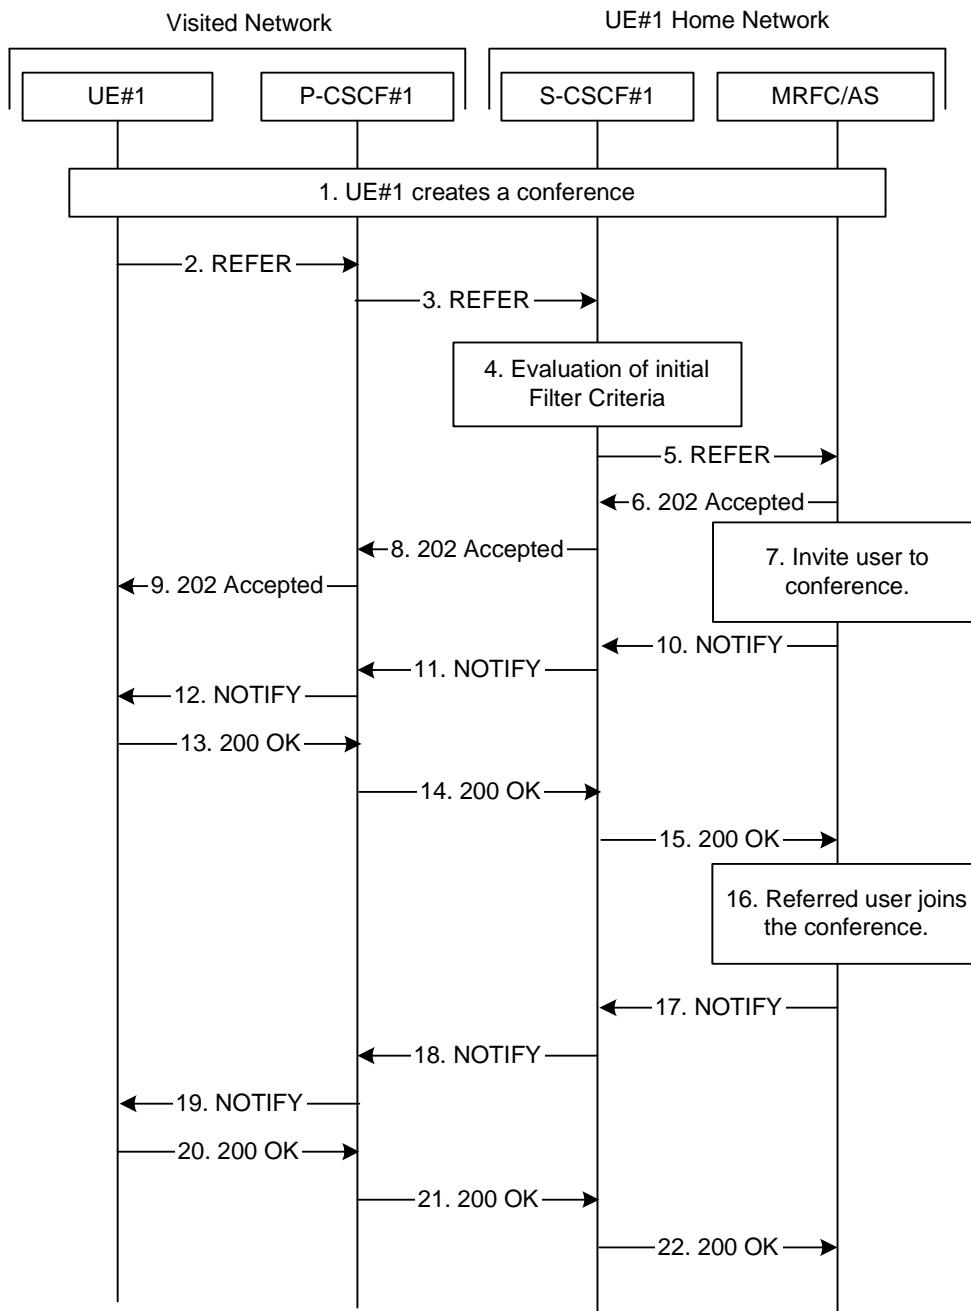 Visited Network
UE#1 Home Network
UE#1
P-CSCF#1
S-CSCF#1
MRFC/AS
1. UE#1 creates a conference
2. REFER
3. REFER
4. Evaluation of initial
Filter Criteria
5. REFER
6. 202 Accepted
8. 202 Accepted
7. Invite user to
conference.
9. 202 Accepted
10. NOTIFY
11. NOTIFY
12. NOTIFY
13. 200 OK
14. 200 OK
15. 200 OK
16. Referred user joins
the conference.
17. NOTIFY
18. NOTIFY
19. NOTIFY
20. 200 OK
21. 200 OK
22. 200 OK